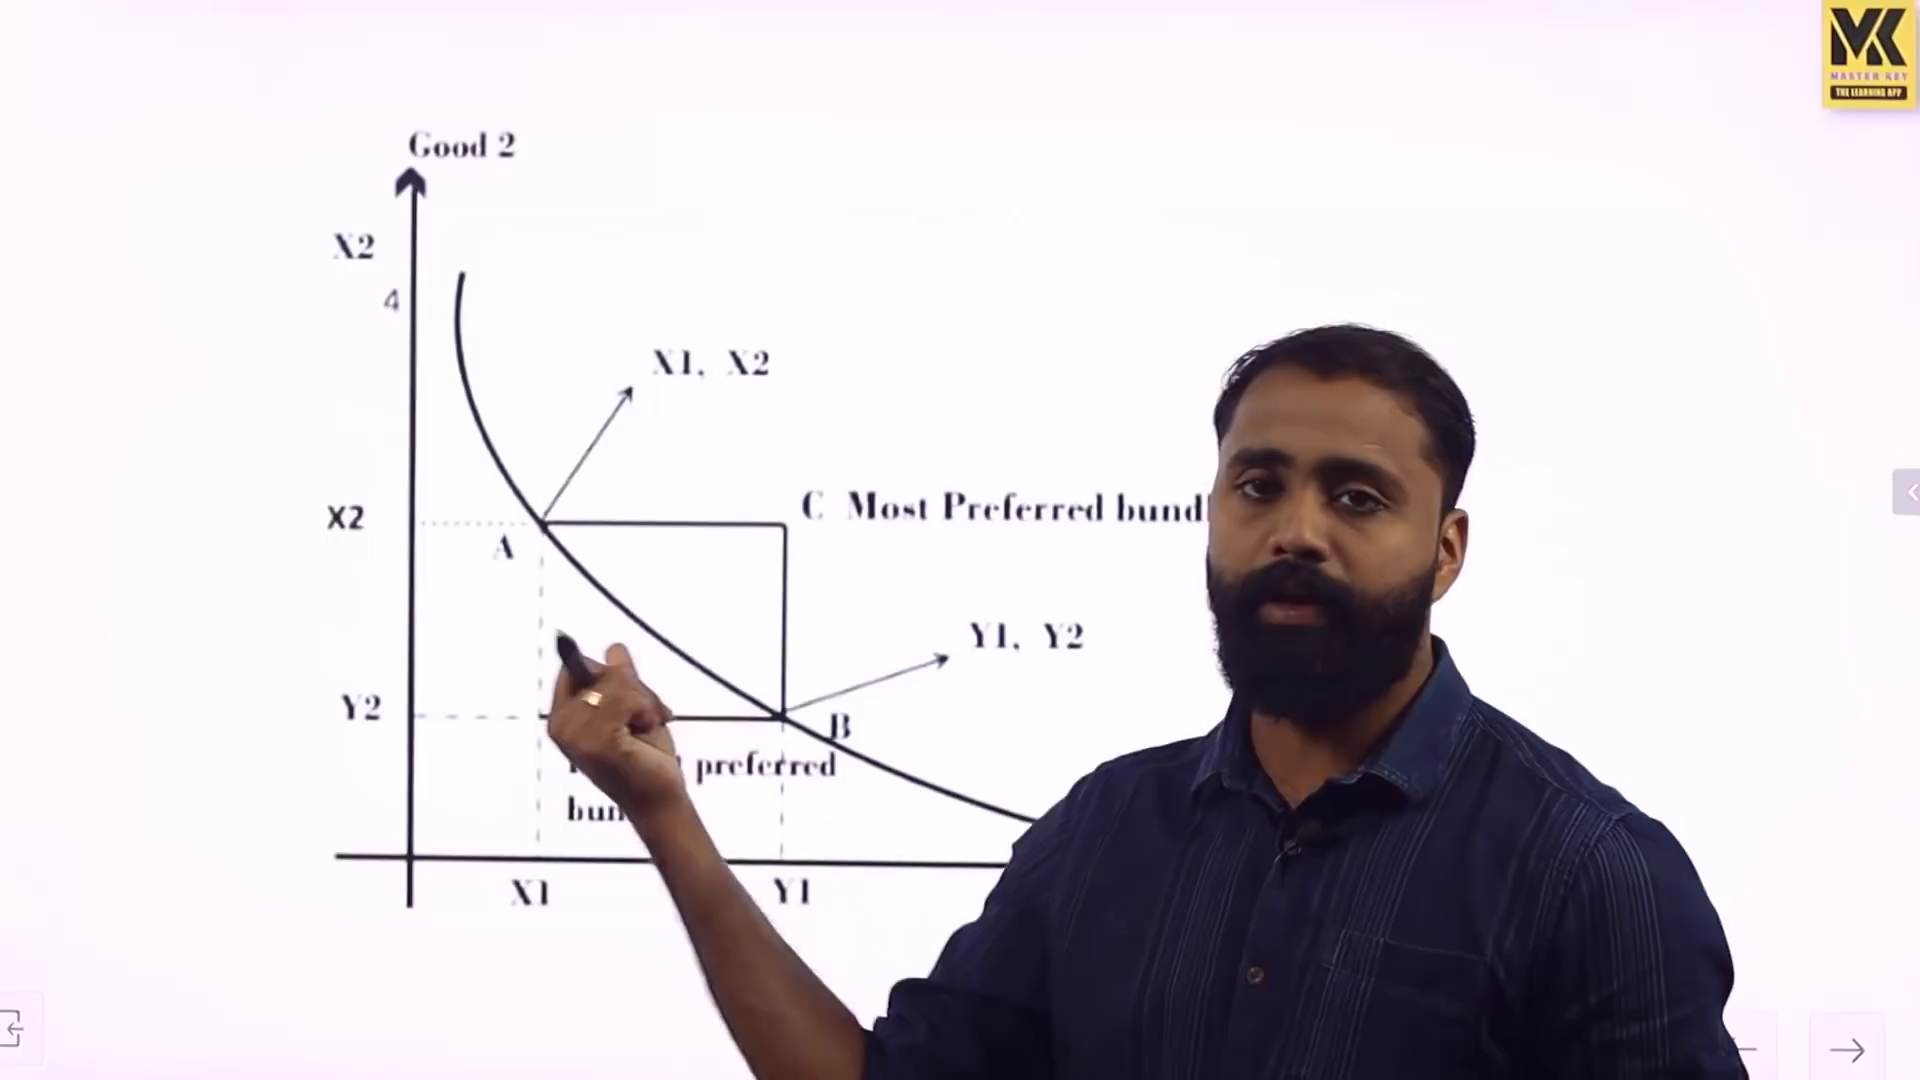 MK
MASTER KEY
THE LEARNING APP
Good 2
X2
4
X1, X2
X2
C Most Preferred
A
Y1, Y2
Y2
B
preferred
X1
Y1